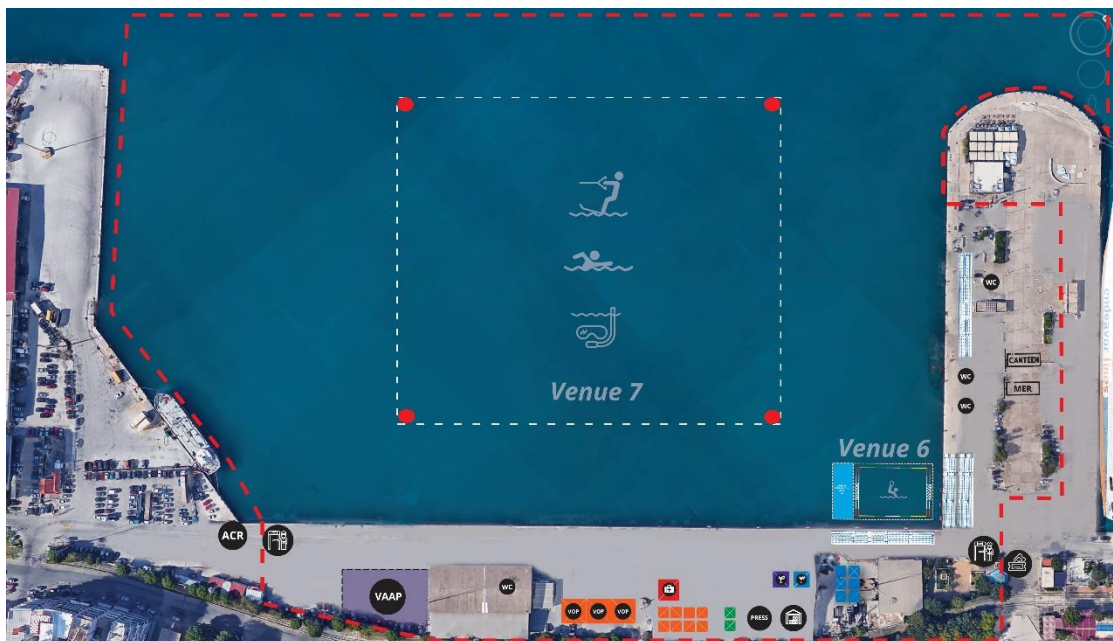 Venue 7
WC
CANTEEN
WC
MER
WC
Venue 6
ACR
VAAP
WC
VOP
VOP
VOP
PRESS